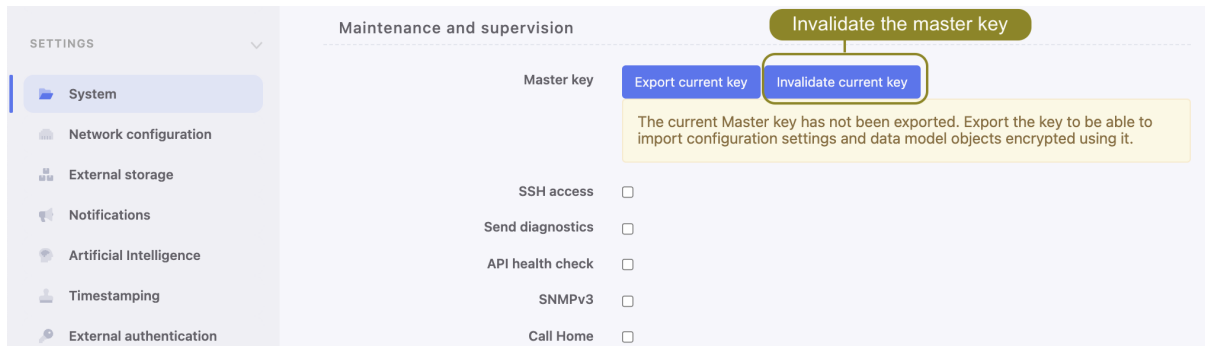 Invalidate the master key
SETTINGS
System
Network configuration
External storage
Notifications
Artificial Intelligence
Timestamping
External authentication
Maintenance and supervision
Master key
Export current key
Invalidate current key
The current Master key has not been exported. Export the key to be able to
import configuration settings and data model objects encrypted using it.
SSH access
Send diagnostics
API health check
SNMPv3
Call Home